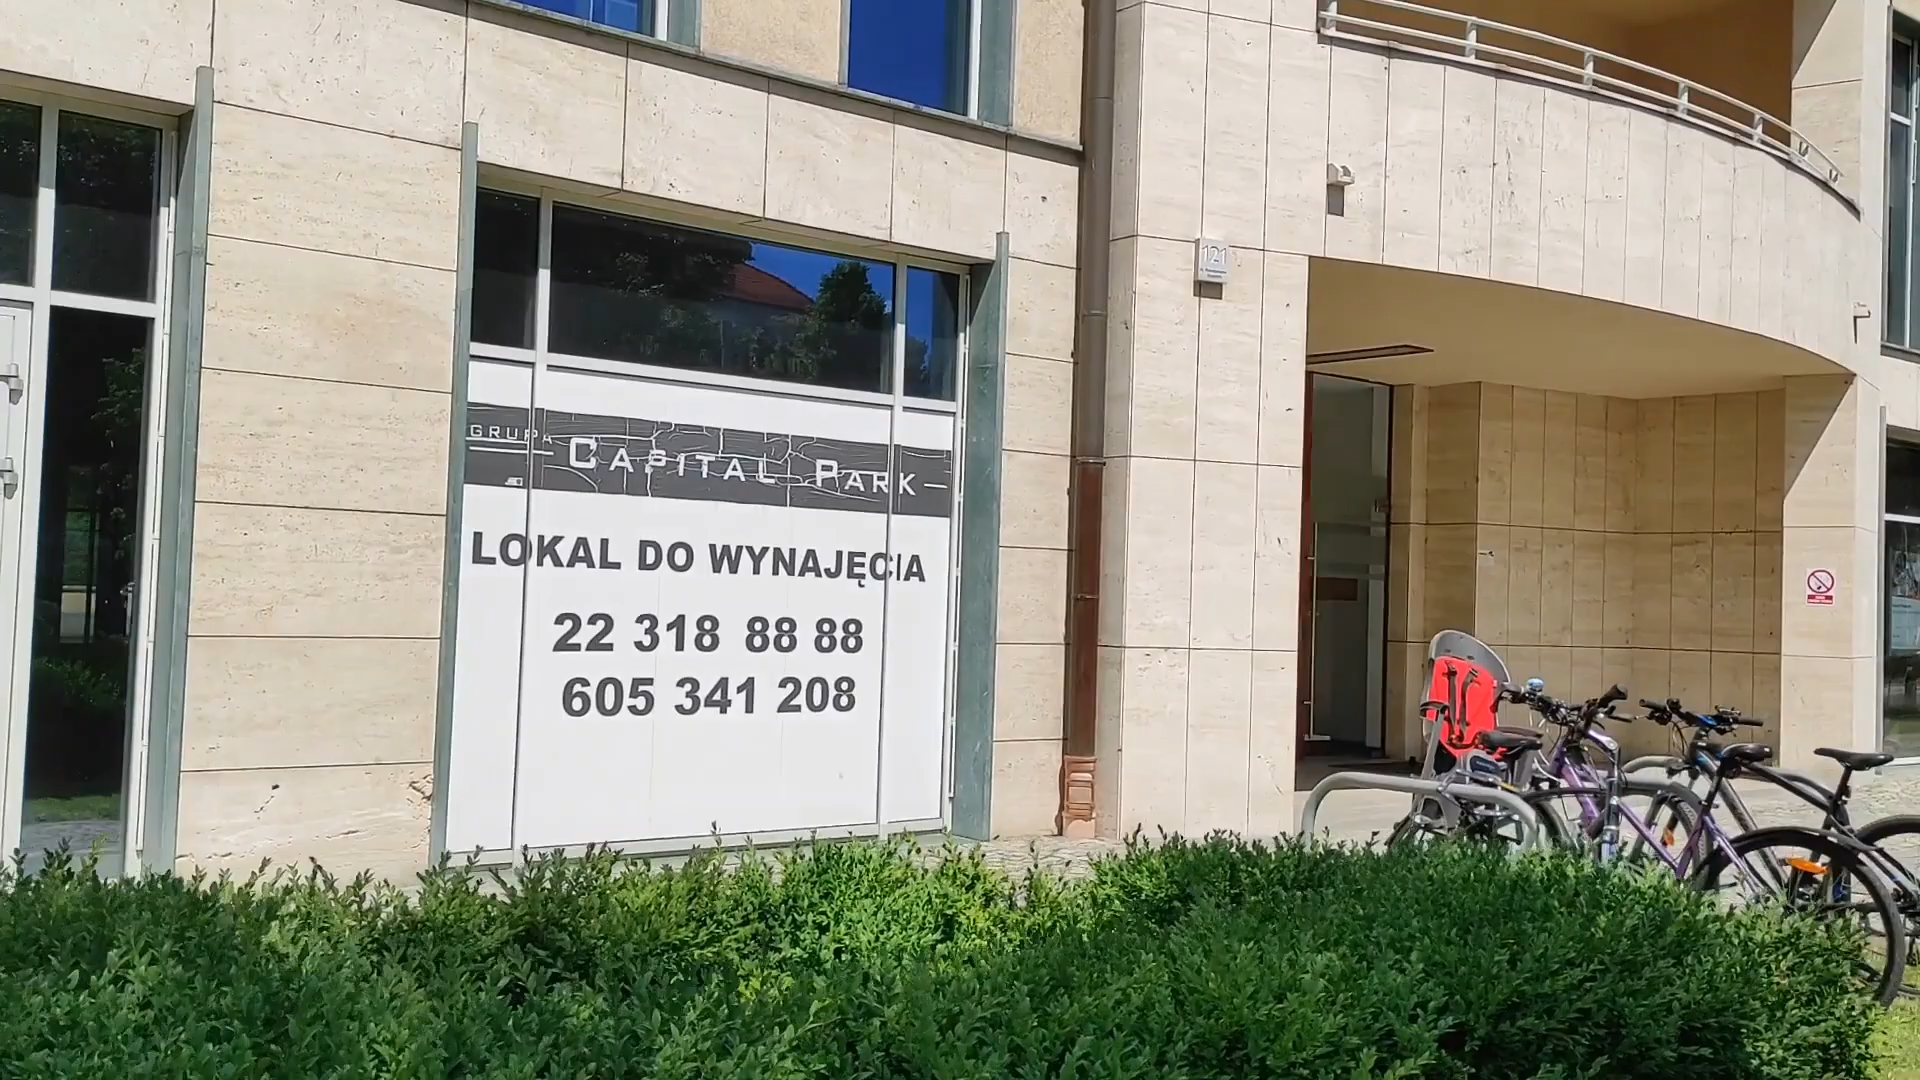 GRUPA
CAPITAL PARK
LOKAL DO WYNAJĘCIA
22 318 88 88
605 341 208
121